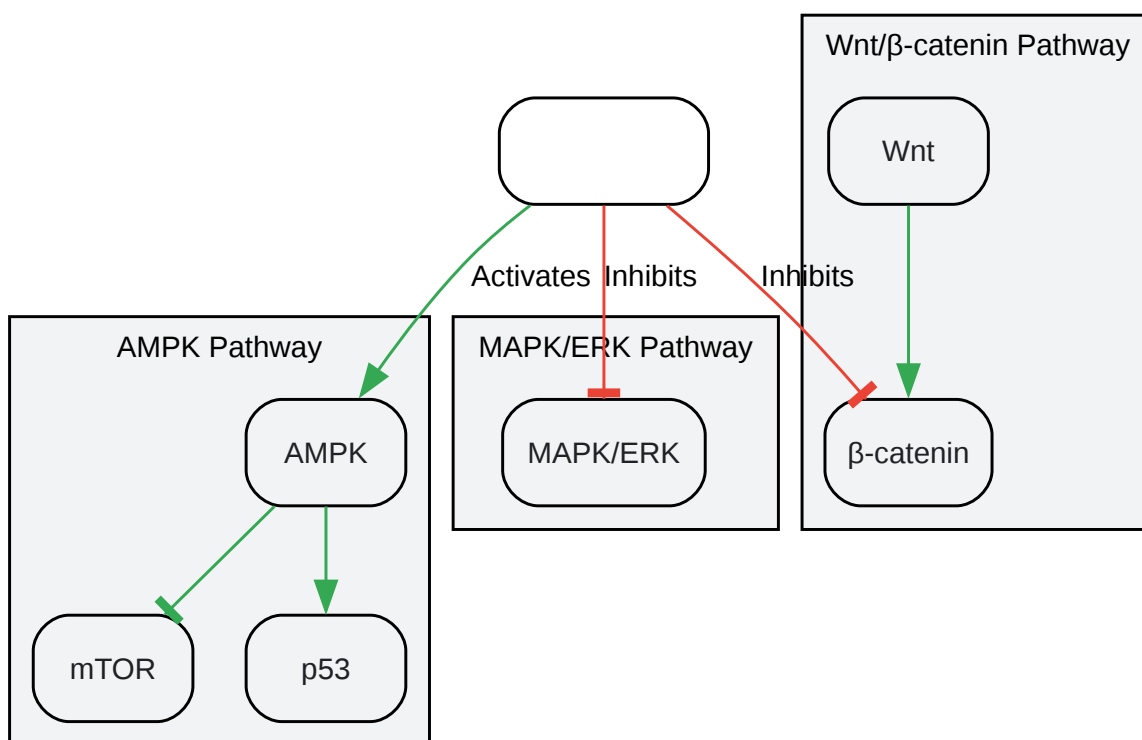 Wnt/β-catenin Pathway
Wnt
Activates
Inhibits
Inhibits
AMPK Pathway
MAPK/ERK Pathway
AMPK
MAPK/ERK
β-catenin
mTOR
p53